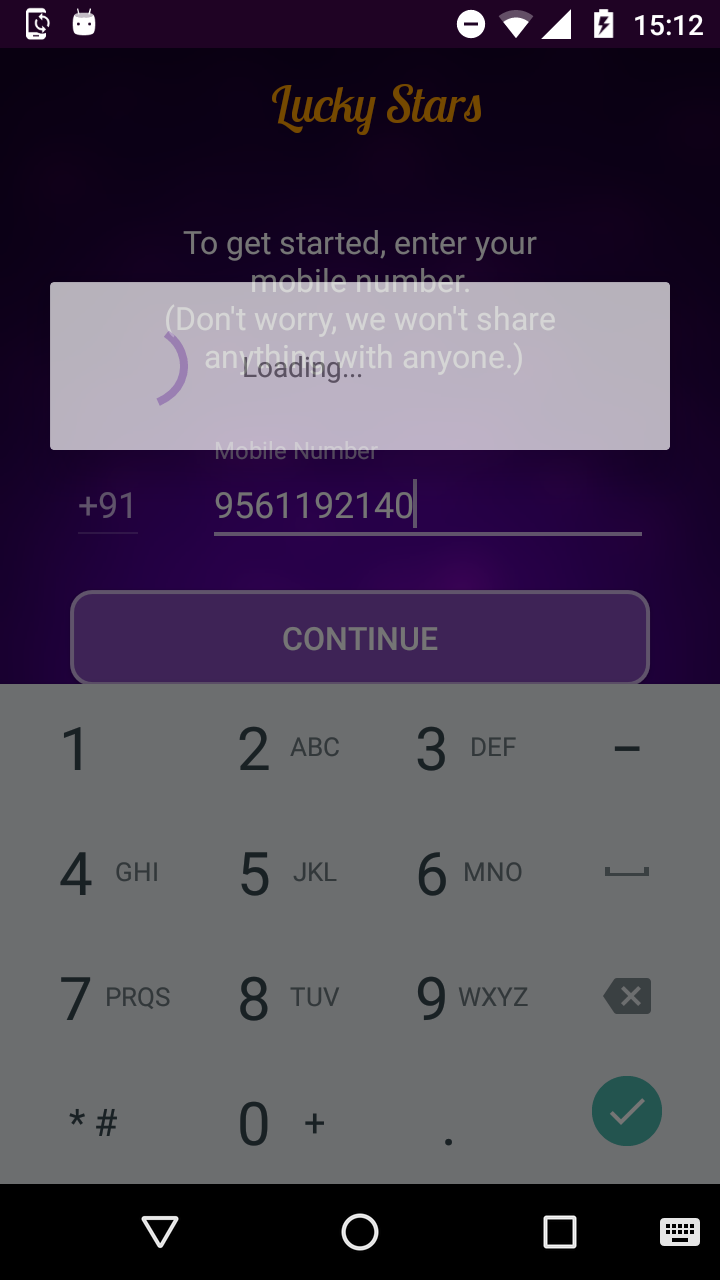 15:12
Lucky Stars
To get started, enter your
mobile number.
(Don't worry, we won't share
anything with anyone.)
Loading...
Mobile Number
+91 9561192140
CONTINUE
1 2 ABC 3 DEF –
4 GHI 5 JKL 6 MNO
7 PRQS 8 TUV 9 WXYZ
* # 0 + .